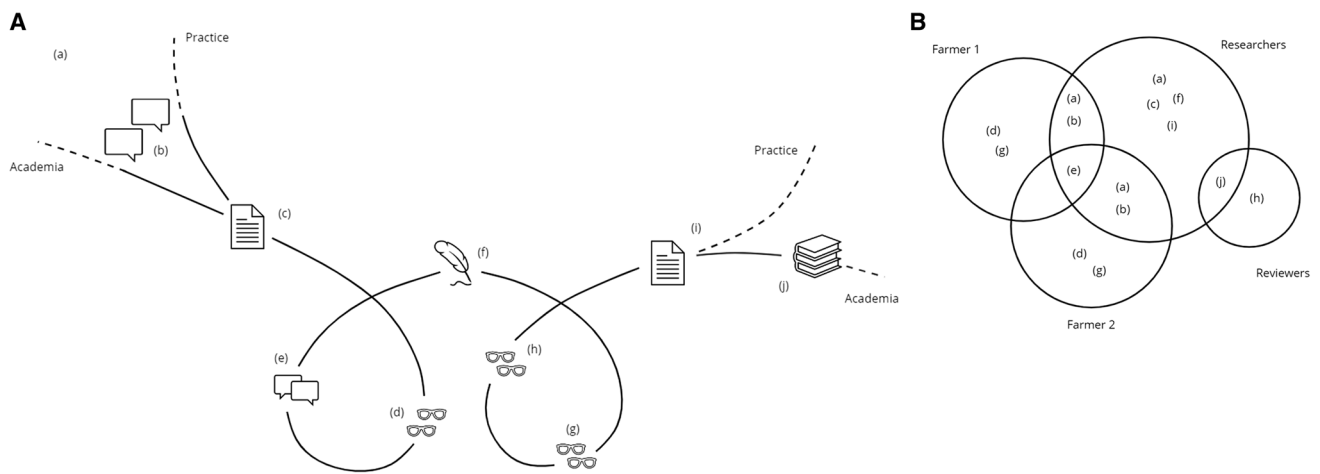 A
Practice
(a)
(b)
Academia
(c)
(f)
(e)
(d)
(h)
(g)
Practice
(i)
(j)
Academia
B
Farmer 1
Researchers
(a)
(a)
(c)
(f)
(b)
(i)
(d)
(g)
(e)
(a)
(j)
(h)
(b)
(d)
(g)
Reviewers
Farmer 2